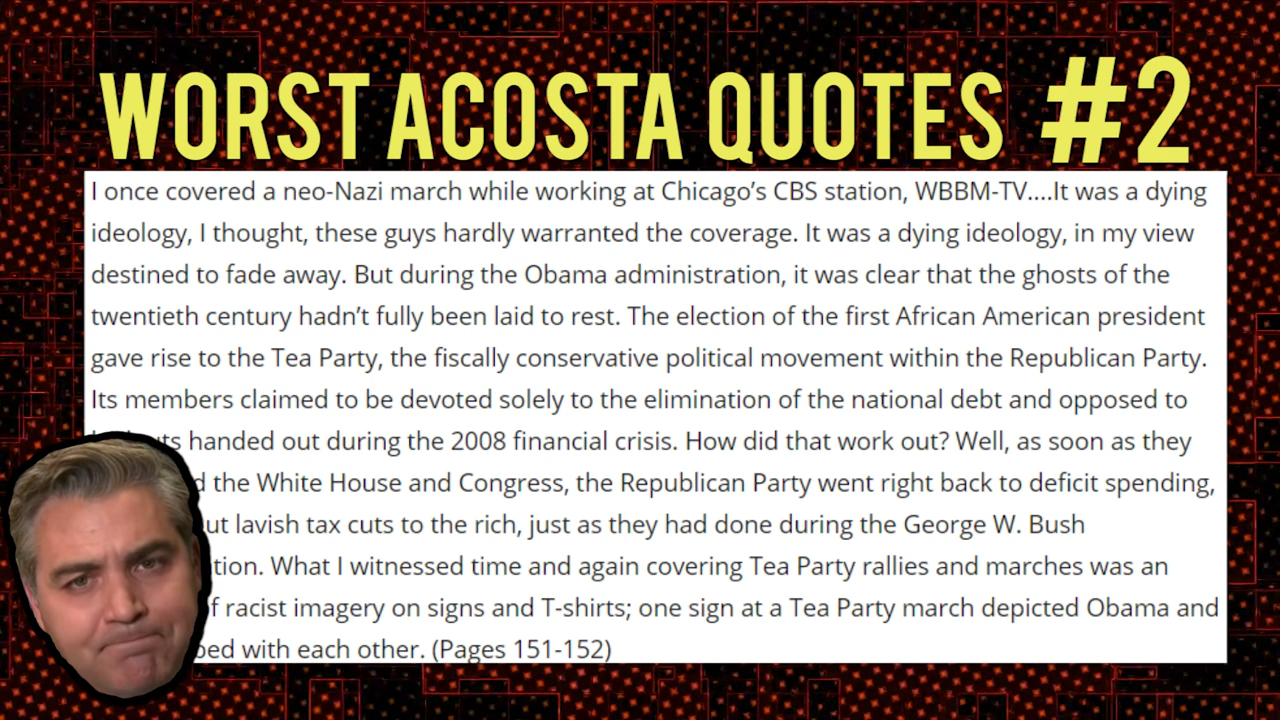 WORST ACOSTA QUOTES #2
I once covered a neo-Nazi march while working at Chicago’s CBS station, WBBM-TV....It was a dying
ideology, I thought, these guys hardly warranted the coverage. It was a dying ideology, in my view
destined to fade away. But during the Obama administration, it was clear that the ghosts of the
twentieth century hadn’t fully been laid to rest. The election of the first African American president
gave rise to the Tea Party, the fiscally conservative political movement within the Republican Party.
Its members claimed to be devoted solely to the elimination of the national debt and opposed to
handed out during the 2008 financial crisis. How did that work out? Well, as soon as they
the White House and Congress, the Republican Party went right back to deficit spending,
lavish tax cuts to the rich, just as they had done during the George W. Bush
What I witnessed time and again covering Tea Party rallies and marches was an
racist imagery on signs and T-shirts; one sign at a Tea Party march depicted Obama and
with each other. (Pages 151-152)